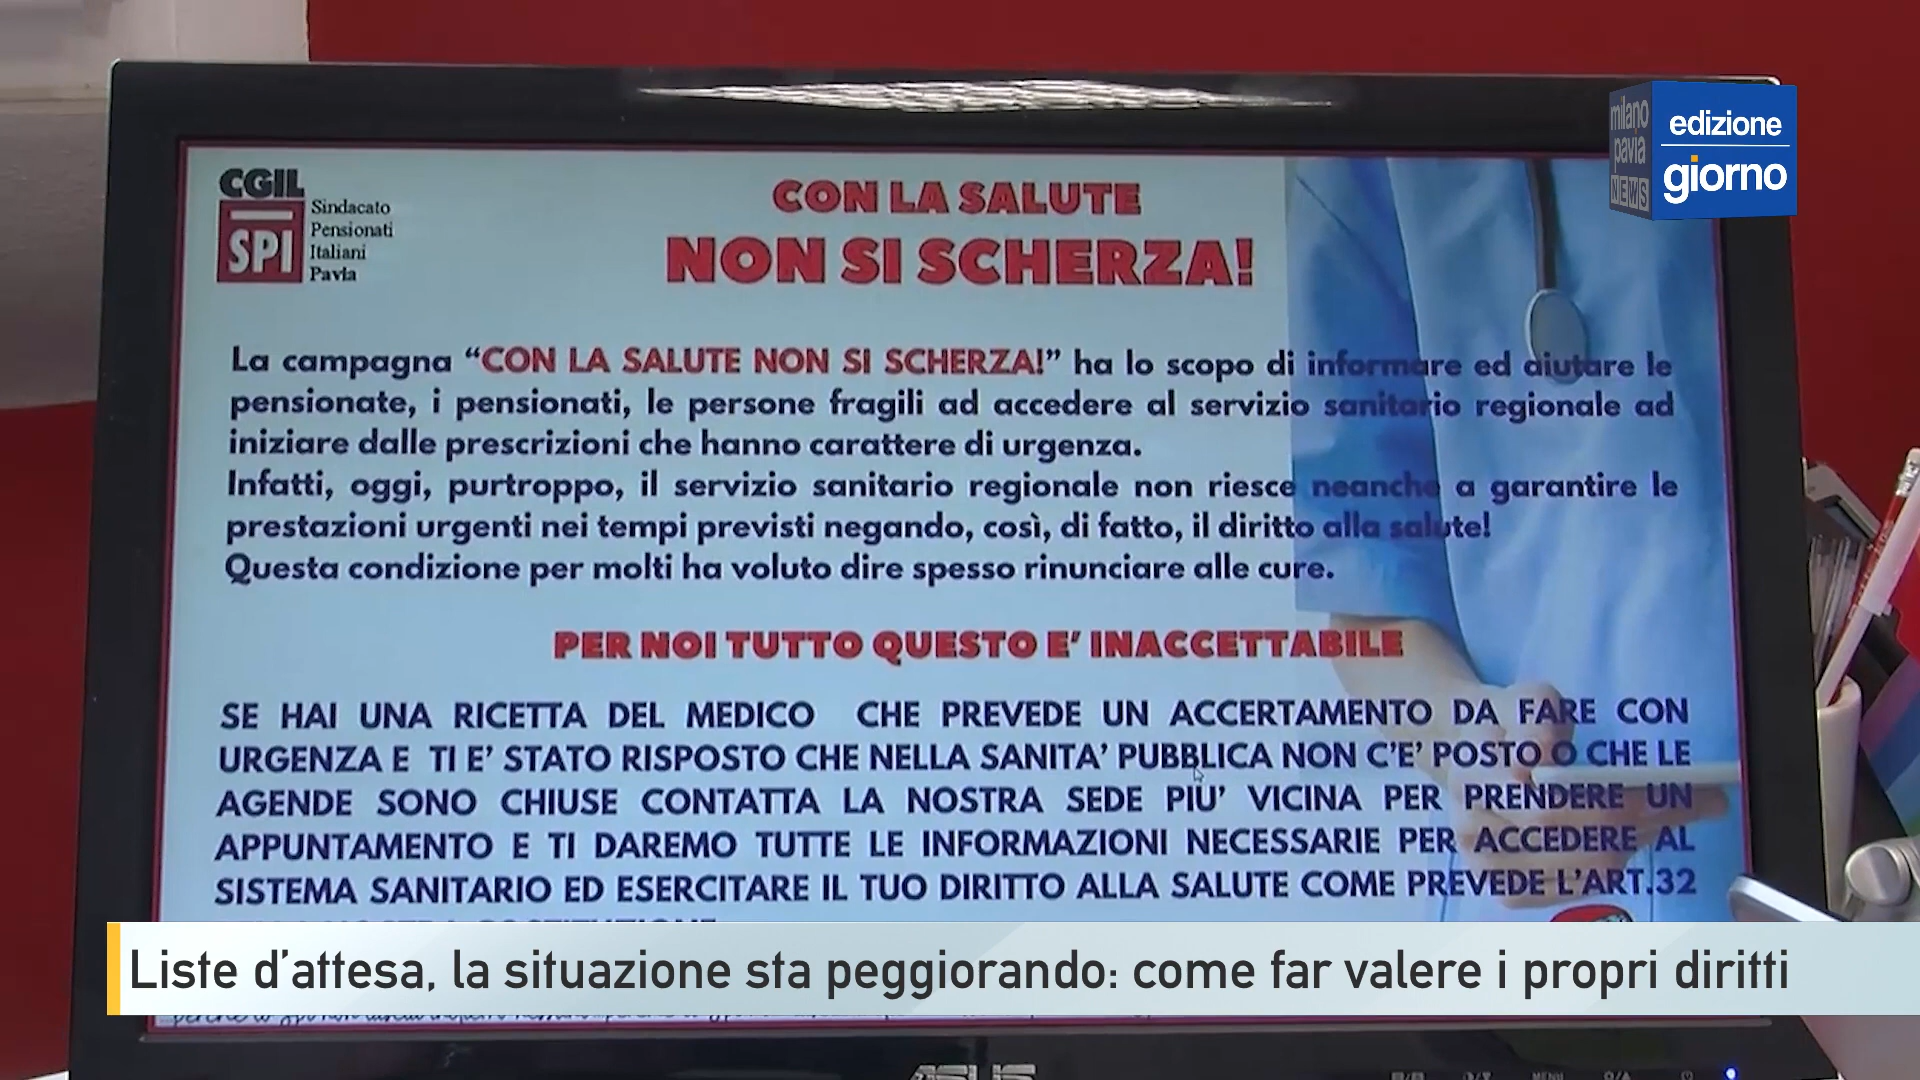 milano
pavia
NEWS
edizione
giorno
CGIL
SPI
Sindacato
Pensionati
Italiani
Pavia
CON LA SALUTE
NON SI SCHERZA!
La campagna “CON LA SALUTE NON SI SCHERZA!” ha lo scopo di informare ed aiutare le
pensionate, i pensionati, le persone fragili ad accedere al servizio sanitario regionale ad
iniziare dalle prescrizioni che hanno carattere di urgenza.
Infatti, oggi, purtroppo, il servizio sanitario regionale non riesce neanche a garantire le
prestazioni urgenti nei tempi previsti negando, così, di fatto, il diritto alla salute!
Questa condizione per molti ha voluto dire spesso rinunciare alle cure.
PER NOI TUTTO QUESTO E’ INACCETTABILE
SE HAI UNA RICETTA DEL MEDICO CHE PREVEDE UN ACCERTAMENTO DA FARE CON
URGENZA E TI E’ STATO RISPOSTO CHE NELLA SANITA’ PUBBLICA NON C’E’ POSTO O CHE LE
AGENDE SONO CHIUSE CONTATTA LA NOSTRA SEDE PIU’ VICINA PER PRENDERE UN
APPUNTAMENTO E TI DAREMO TUTTE LE INFORMAZIONI NECESSARIE PER ACCEDERE AL
SISTEMA SANITARIO ED ESERCITARE IL TUO DIRITTO ALLA SALUTE COME PREVEDE L’ART.32
Liste d’attesa, la situazione sta peggiorando: come far valere i propri diritti
ASUS
MENU